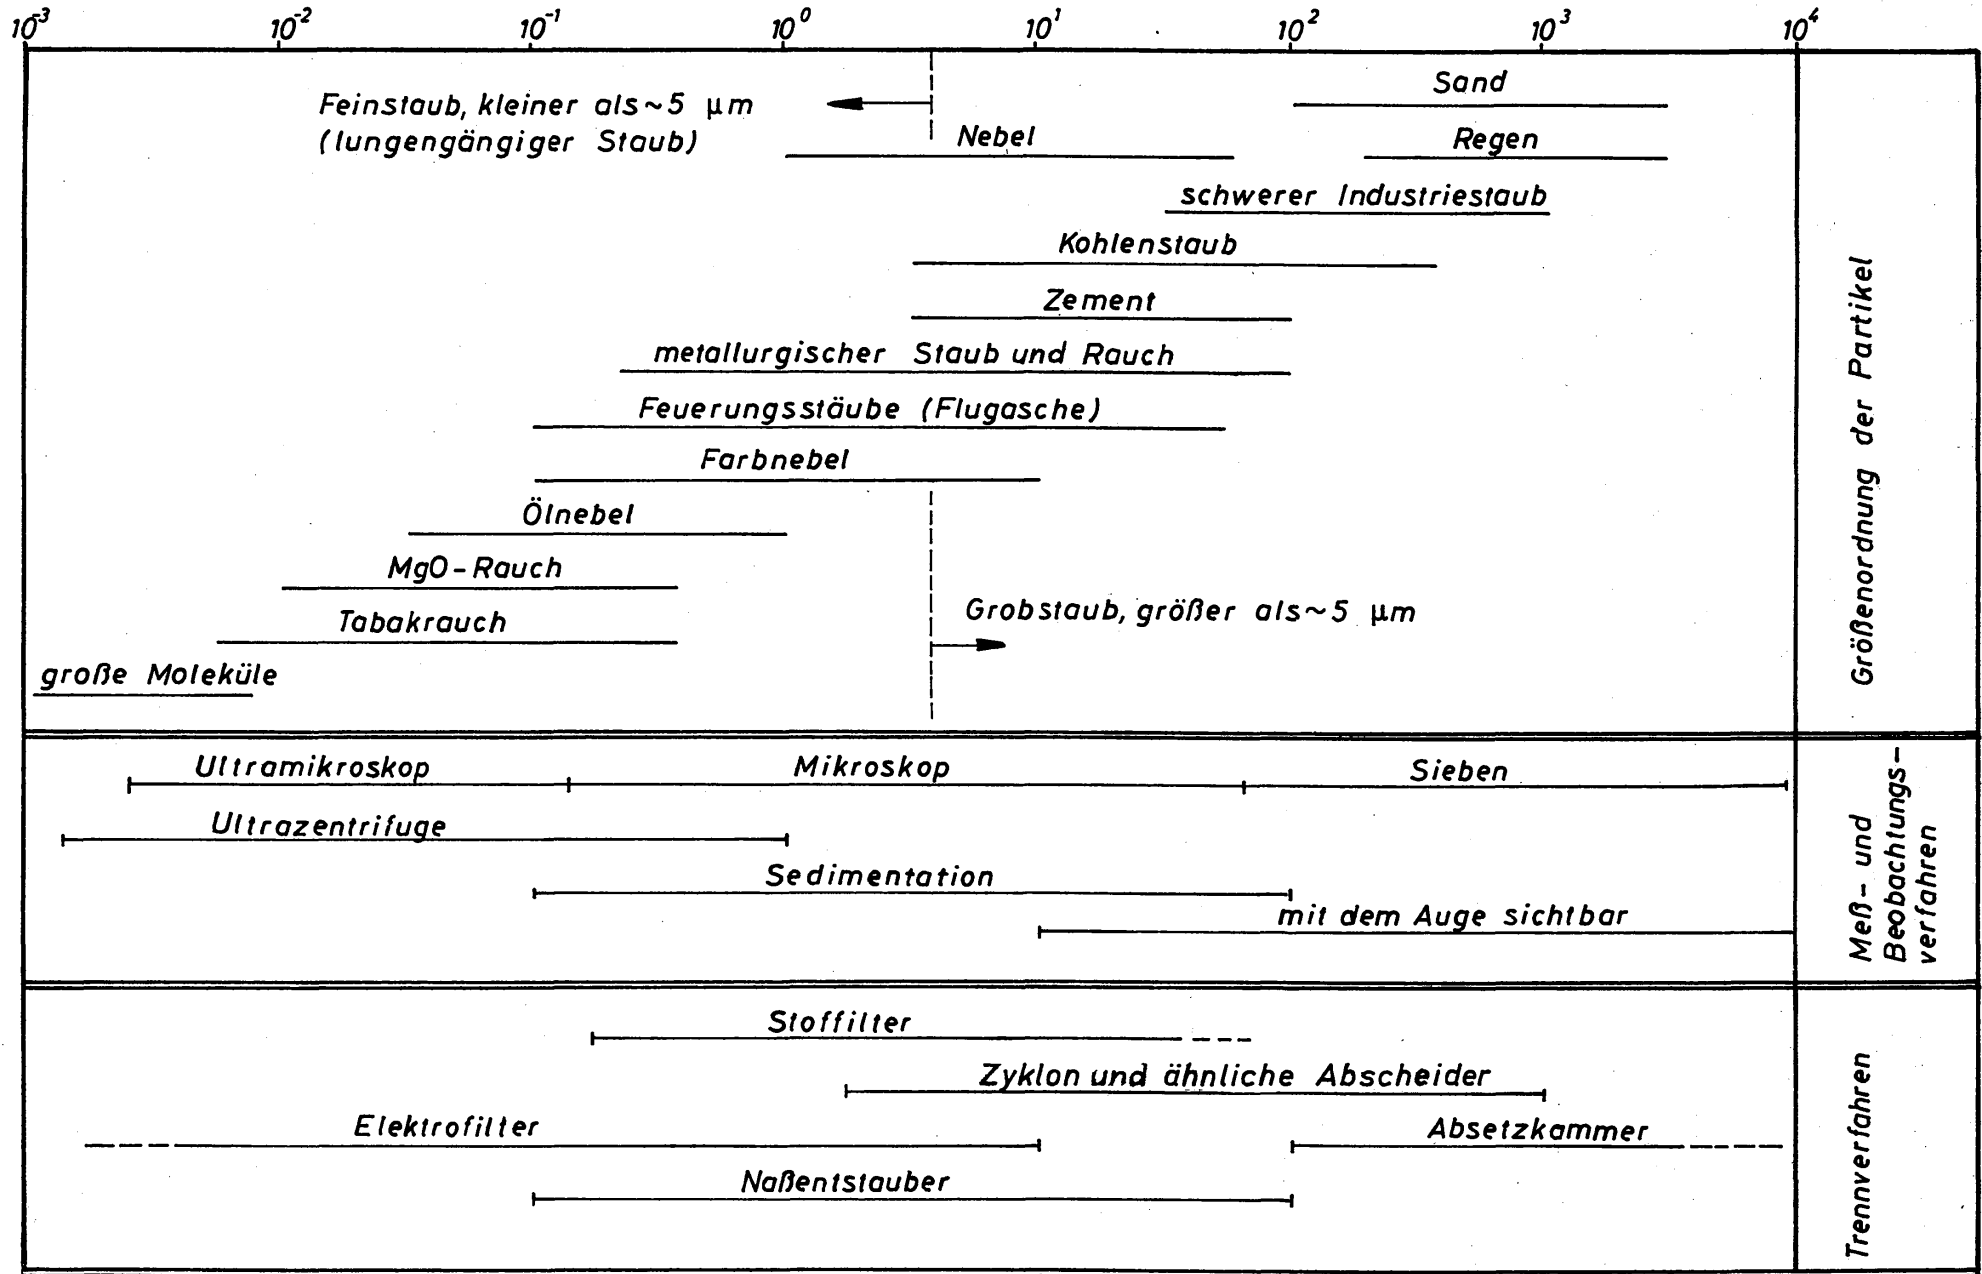 10⁻³ 10⁻² 10⁻¹ 10⁰ 10¹ 10² 10³ 10⁴
Sand
Feinstaub, kleiner als ~ 5 µm
(lungengängiger Staub)
Nebel
Regen
schwerer Industriestaub
Kohlenstaub
Zement
metallurgischer Staub und Rauch
Feuerungsstäube (Flugasche)
Farbnebel
Ölnebel
MgO-Rauch
Grobstaub, größer als ~ 5 µm
Tabakrauch
große Moleküle
Größenordnung der Partikel
Ultramikroskop
Mikroskop
Sieben
Ultrazentrifuge
Sedimentation
mit dem Auge sichtbar
Meß- und
Beobachtungs-
verfahren
Stoffilter
Zyklon und ähnliche Abscheider
Elektrofilter
Absetzkammer
Naßentstauber
Trennverfahren